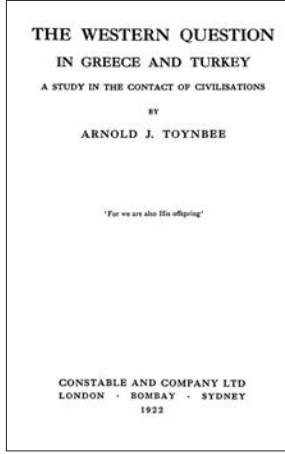 THE WESTERN QUESTION
IN GREECE AND TURKEY
A STUDY IN THE CONTACT OF CIVILISATIONS
BY
ARNOLD J. TOYNBEE
'For we are also His offspring'
CONSTABLE AND COMPANY LTD
LONDON · BOMBAY · SYDNEY
1922